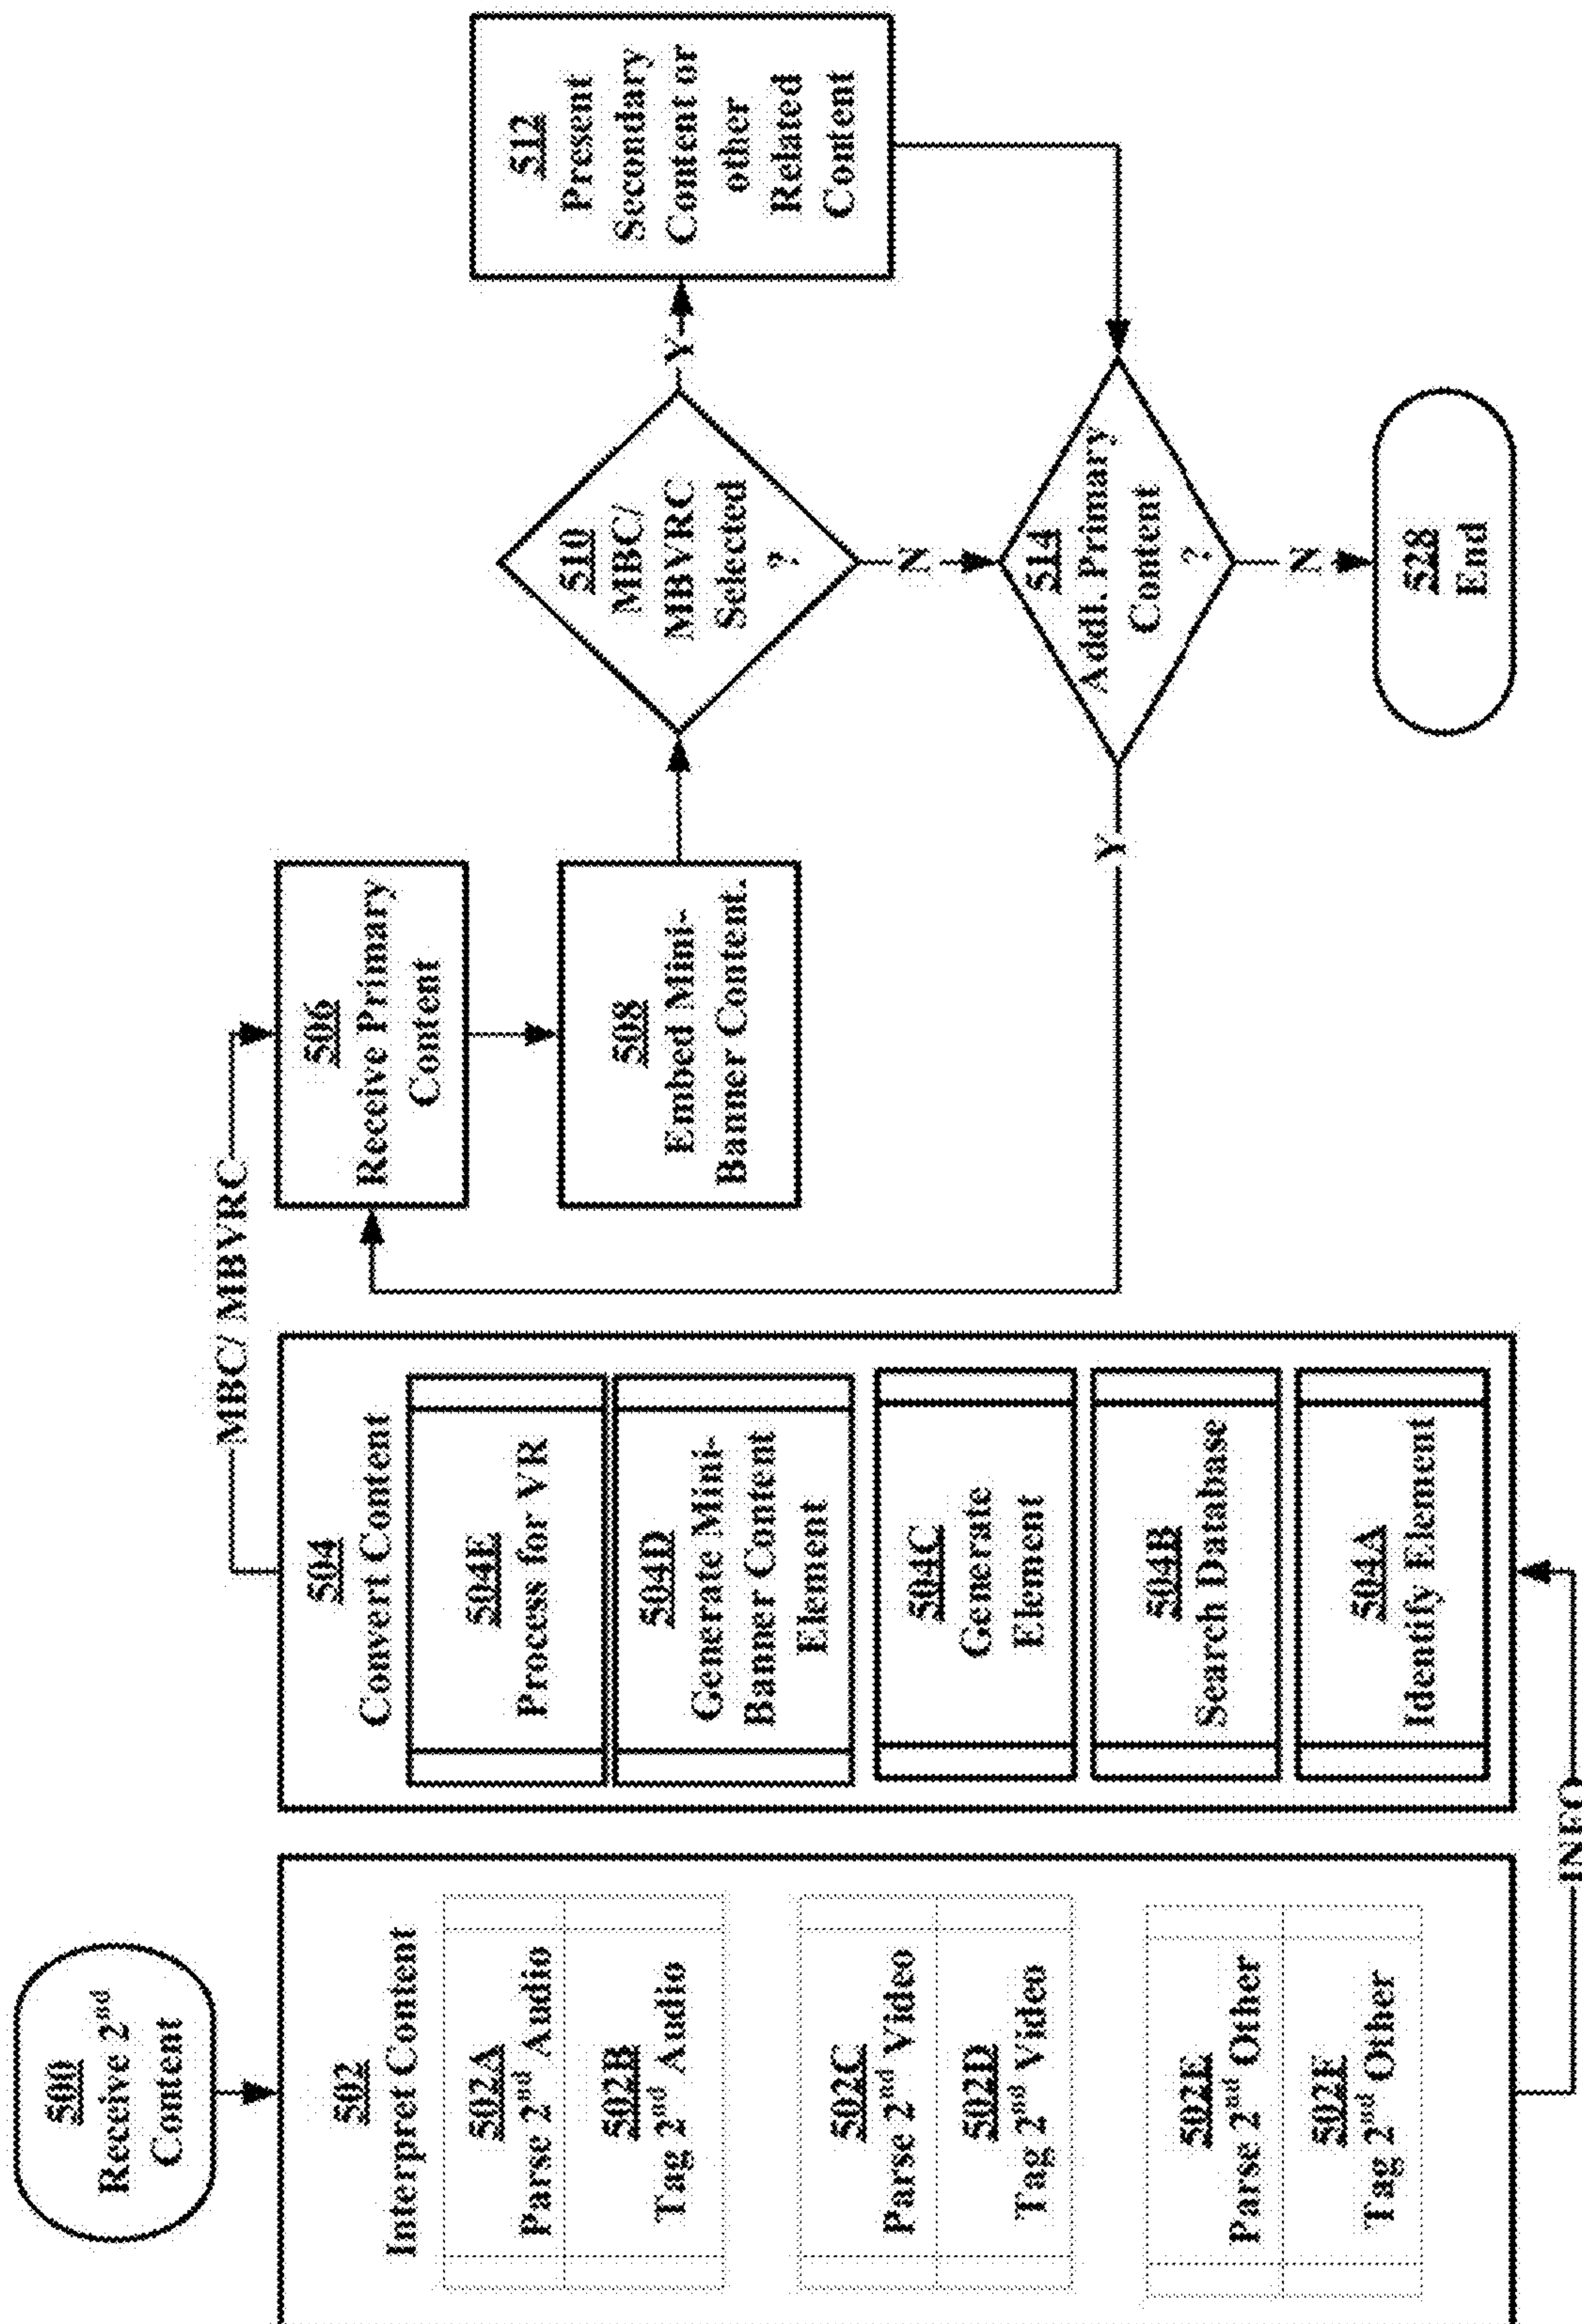 500
Receive 2nd
Content
502
Interpret Content
502A
Parse 2nd Audio
502B
Tag 2nd Audio
502C
Parse 2nd Video
502D
Tag 2nd Video
502E
Parse 2nd Other
502F
Tag 2nd Other
INFO
504
Convert Content
504E
Process for VR
504D
Generate Mini-
Banner Content
Element
504C
Generate
Element
504B
Search Database
504A
Identify Element
MBC/ MBVRC
506
Receive Primary
Content
508
Embed Mini-
Banner Content.
510
MBC/
MBVRC
Selected
?
Y
N
512
Present
Secondary
Content or
other
Related
Content
514
Addl. Primary
Content
?
Y
N
528
End